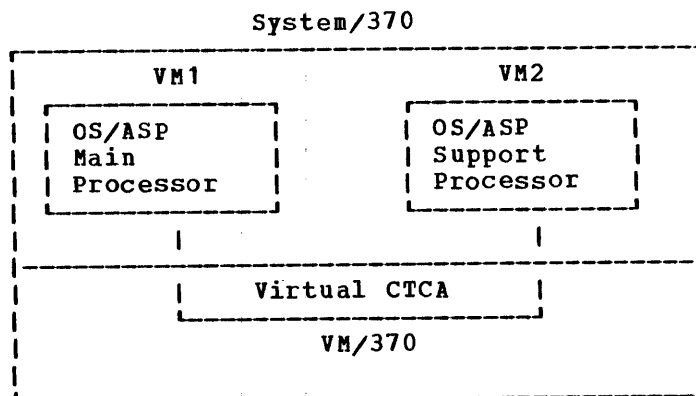 System/370
VM1 VM2
OS/ASP OS/ASP
Main Support
Processor Processor
Virtual CTCA
VM/370